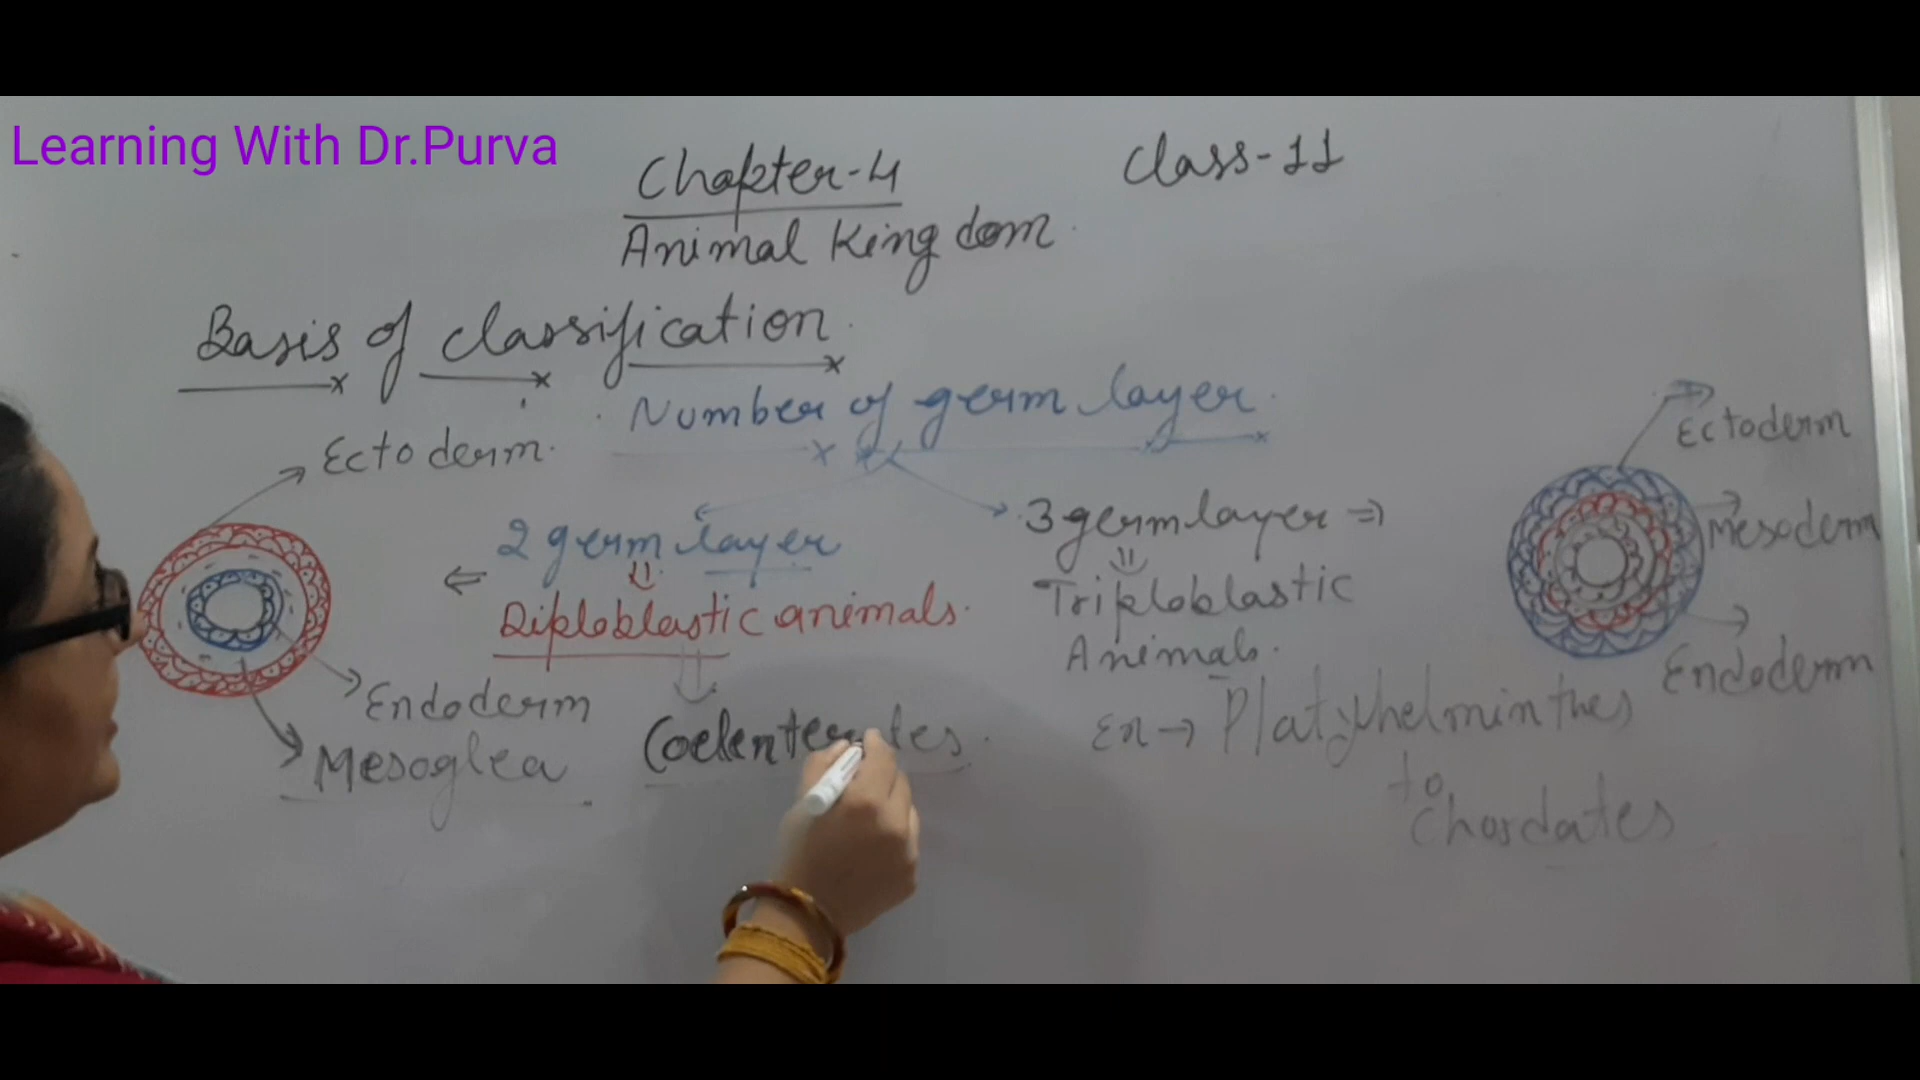 Learning With Dr.Purva
Chapter-4
Class-11
Animal Kingdom
Basis of classification
Number of germ layer
Ectoderm
2 germ layer
Diploblastic animals
Endoderm
Mesoglea
Coelenterates
3 germ layer ⇒
Triploblastic
Animals
Ex → Platyhelminthes
to
Chordates
Ectoderm
Mesoderm
Endoderm